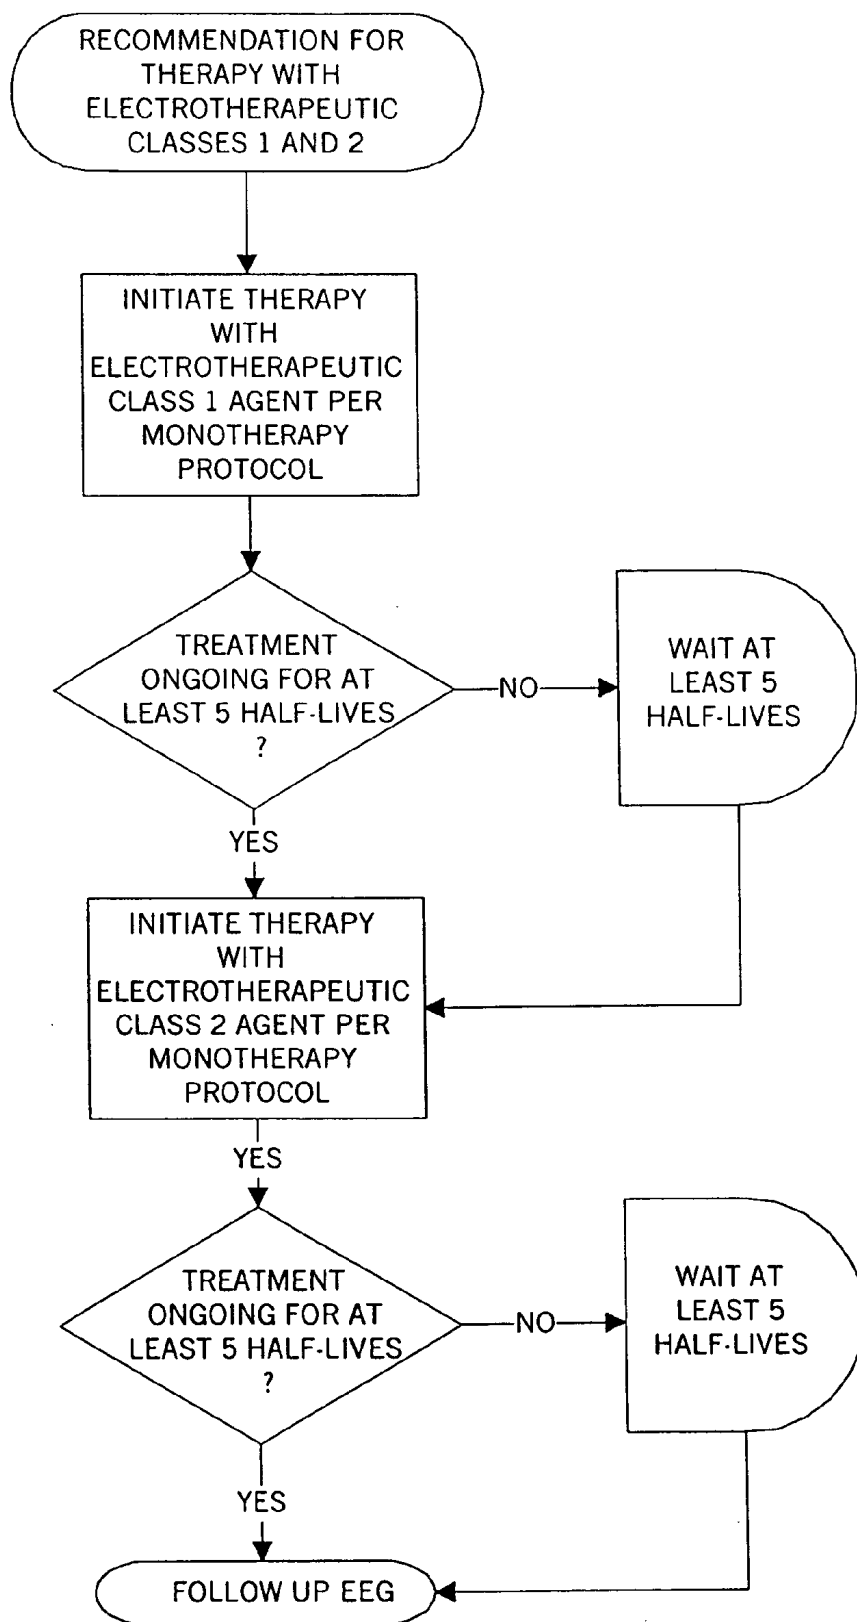 RECOMMENDATION FOR
THERAPY WITH
ELECTROTHERAPEUTIC
CLASSES 1 AND 2
INITIATE THERAPY
WITH
ELECTROTHERAPEUTIC
CLASS 1 AGENT PER
MONOTHERAPY
PROTOCOL
TREATMENT
ONGOING FOR AT
LEAST 5 HALF-LIVES
?
NO
WAIT AT
LEAST 5
HALF-LIVES
YES
INITIATE THERAPY
WITH
ELECTROTHERAPEUTIC
CLASS 2 AGENT PER
MONOTHERAPY
PROTOCOL
YES
TREATMENT
ONGOING FOR AT
LEAST 5 HALF-LIVES
?
NO
WAIT AT
LEAST 5
HALF-LIVES
YES
FOLLOW UP EEG